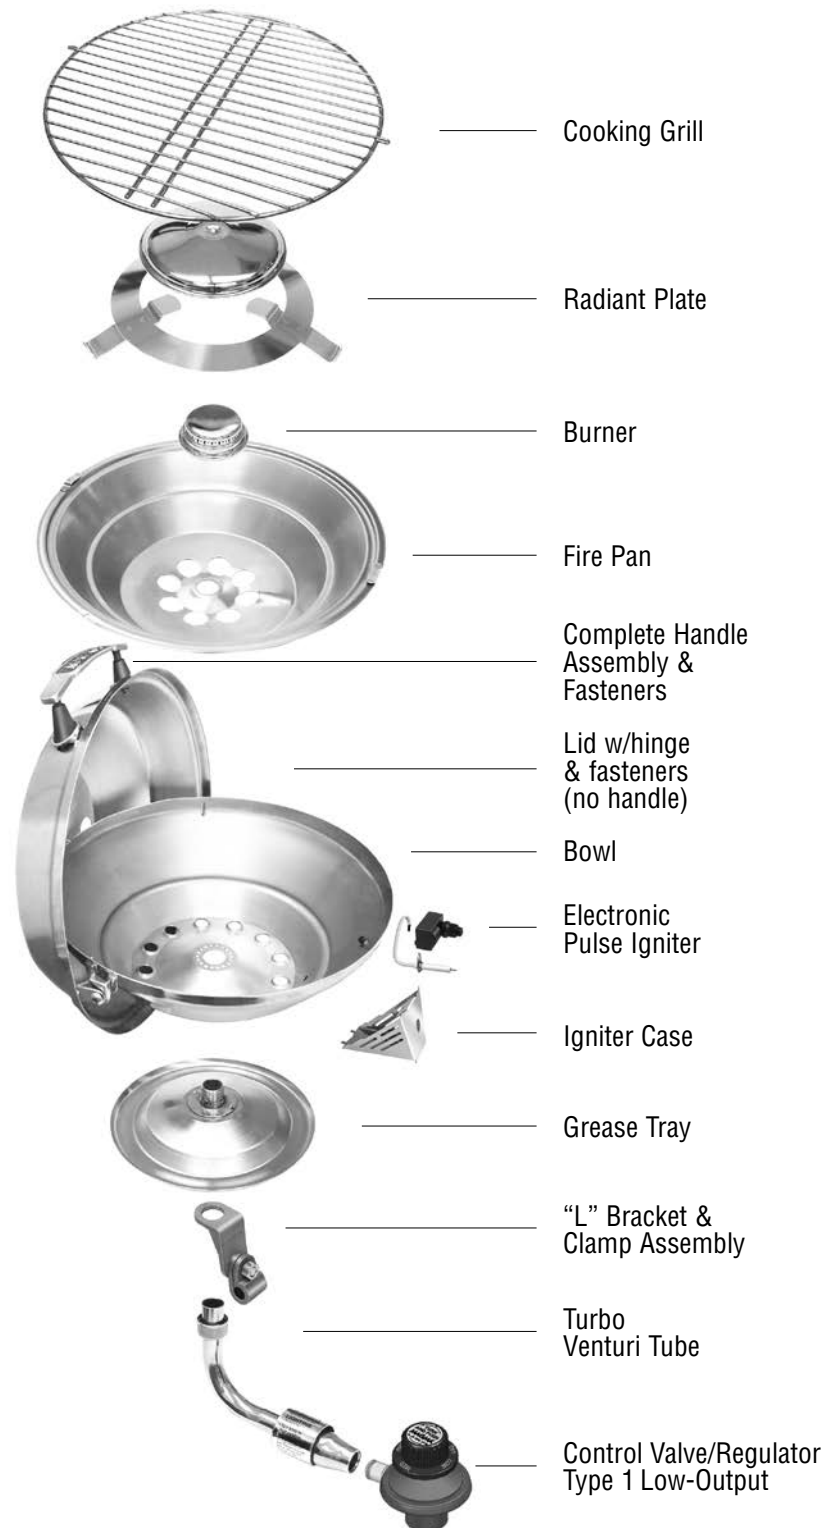 Cooking Grill
Radiant Plate
Burner
Fire Pan
Complete Handle
Assembly &
Fasteners
Lid w/hinge
& fasteners
(no handle)
Bowl
Electronic
Pulse Igniter
Igniter Case
Grease Tray
“L” Bracket &
Clamp Assembly
Turbo
Venturi Tube
Control Valve/Regulator
Type 1 Low-Output